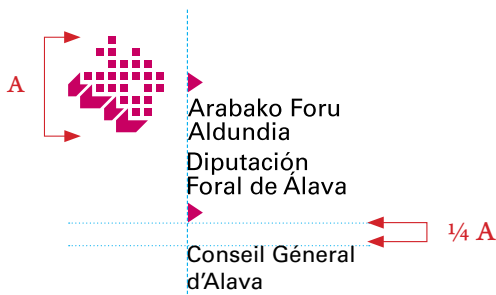 A
Arabako Foru
Aldundia
Diputación
Foral de Álava
¼ A
Conseil Géneral
d'Alava